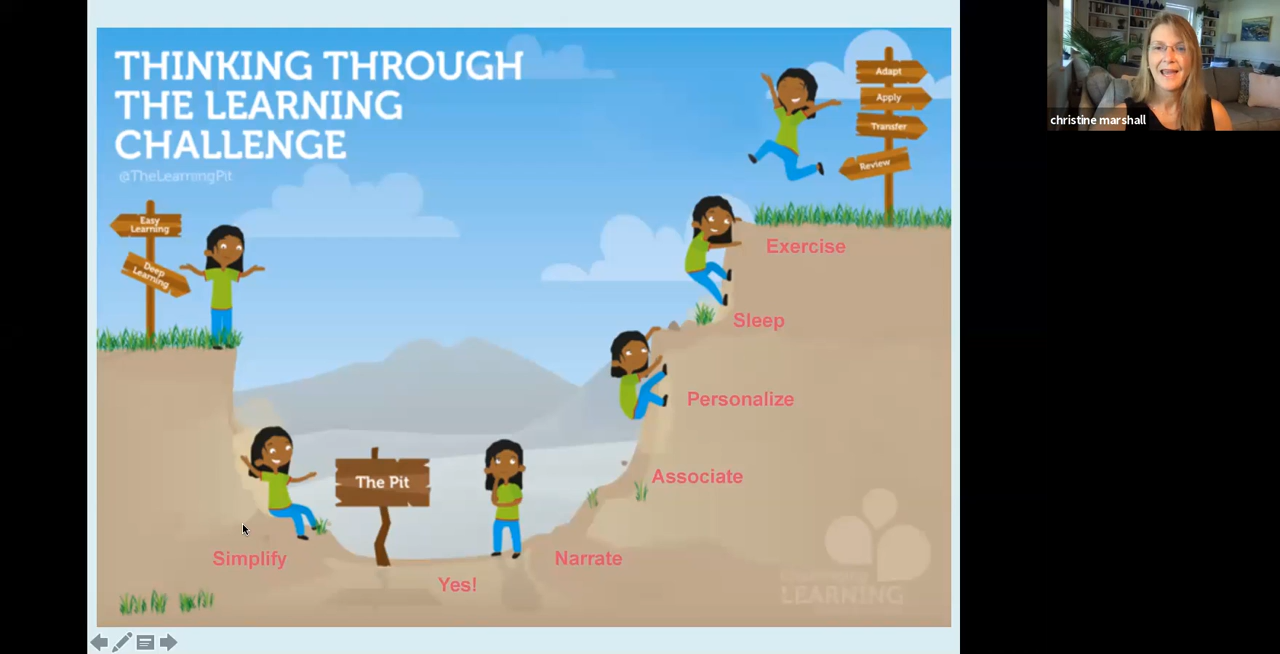 THINKING THROUGH
THE LEARNING
CHALLENGE
@TheLearningPit
Easy
Learning
Deep
Learning
Adapt
Apply
Transfer
Review
christine marshall
Exercise
Sleep
Personalize
Associate
The Pit
Simplify
Yes!
Narrate
LEARNING